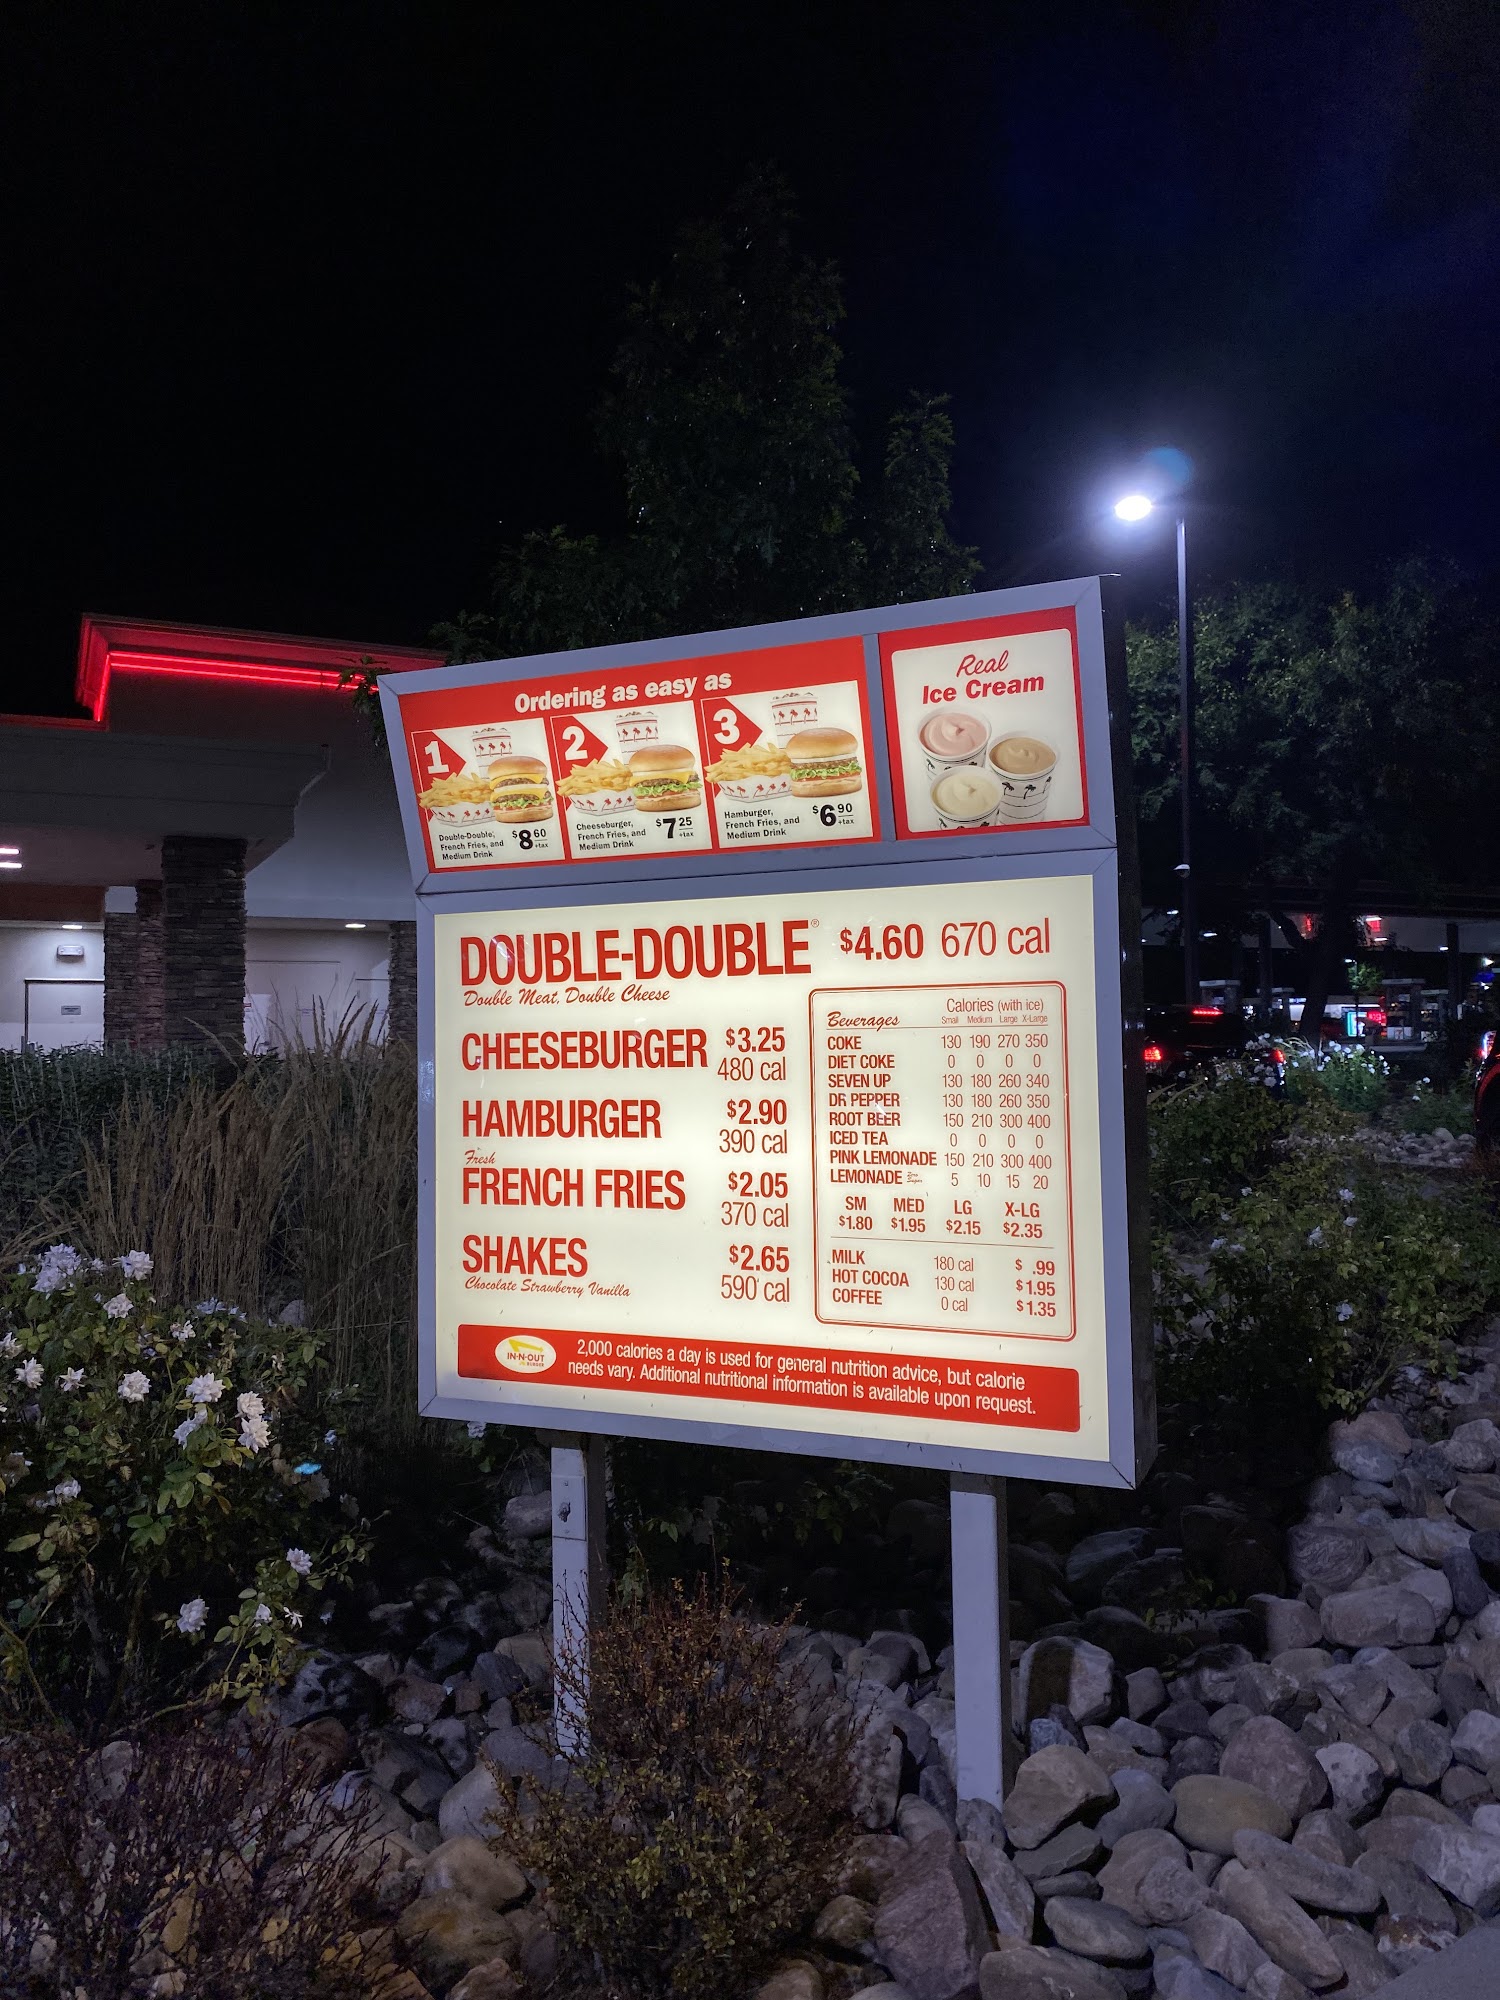 Ordering as easy as
1
Double-Double,
French Fries, and
Medium Drink
$8 60
+tax
2
Cheeseburger,
French Fries, and
Medium Drink
$7 25
+tax
3
Hamburger,
French Fries, and
Medium Drink
$6 90
+tax
Real
Ice Cream
DOUBLE-DOUBLE® $4.60 670 cal
Double Meat, Double Cheese
CHEESEBURGER $3.25
480 cal
HAMBURGER $2.90
390 cal
Fresh
FRENCH FRIES $2.05
370 cal
SHAKES $2.65
Chocolate Strawberry Vanilla 590 cal
Calories (with ice)
Beverages Small Medium Large X-Large
COKE 130 190 270 350
DIET COKE 0 0 0 0
SEVEN UP 130 180 260 340
DR PEPPER 130 180 260 350
ROOT BEER 150 210 300 400
ICED TEA 0 0 0 0
PINK LEMONADE 150 210 300 400
LEMONADE Zero Sugar 5 10 15 20
SM MED LG X-LG
$1.80 $1.95 $2.15 $2.35
MILK 180 cal $ .99
HOT COCOA 130 cal $1.95
COFFEE 0 cal $1.35
IN-N-OUT
BURGER
2,000 calories a day is used for general nutrition advice, but calorie
needs vary. Additional nutritional information is available upon request.